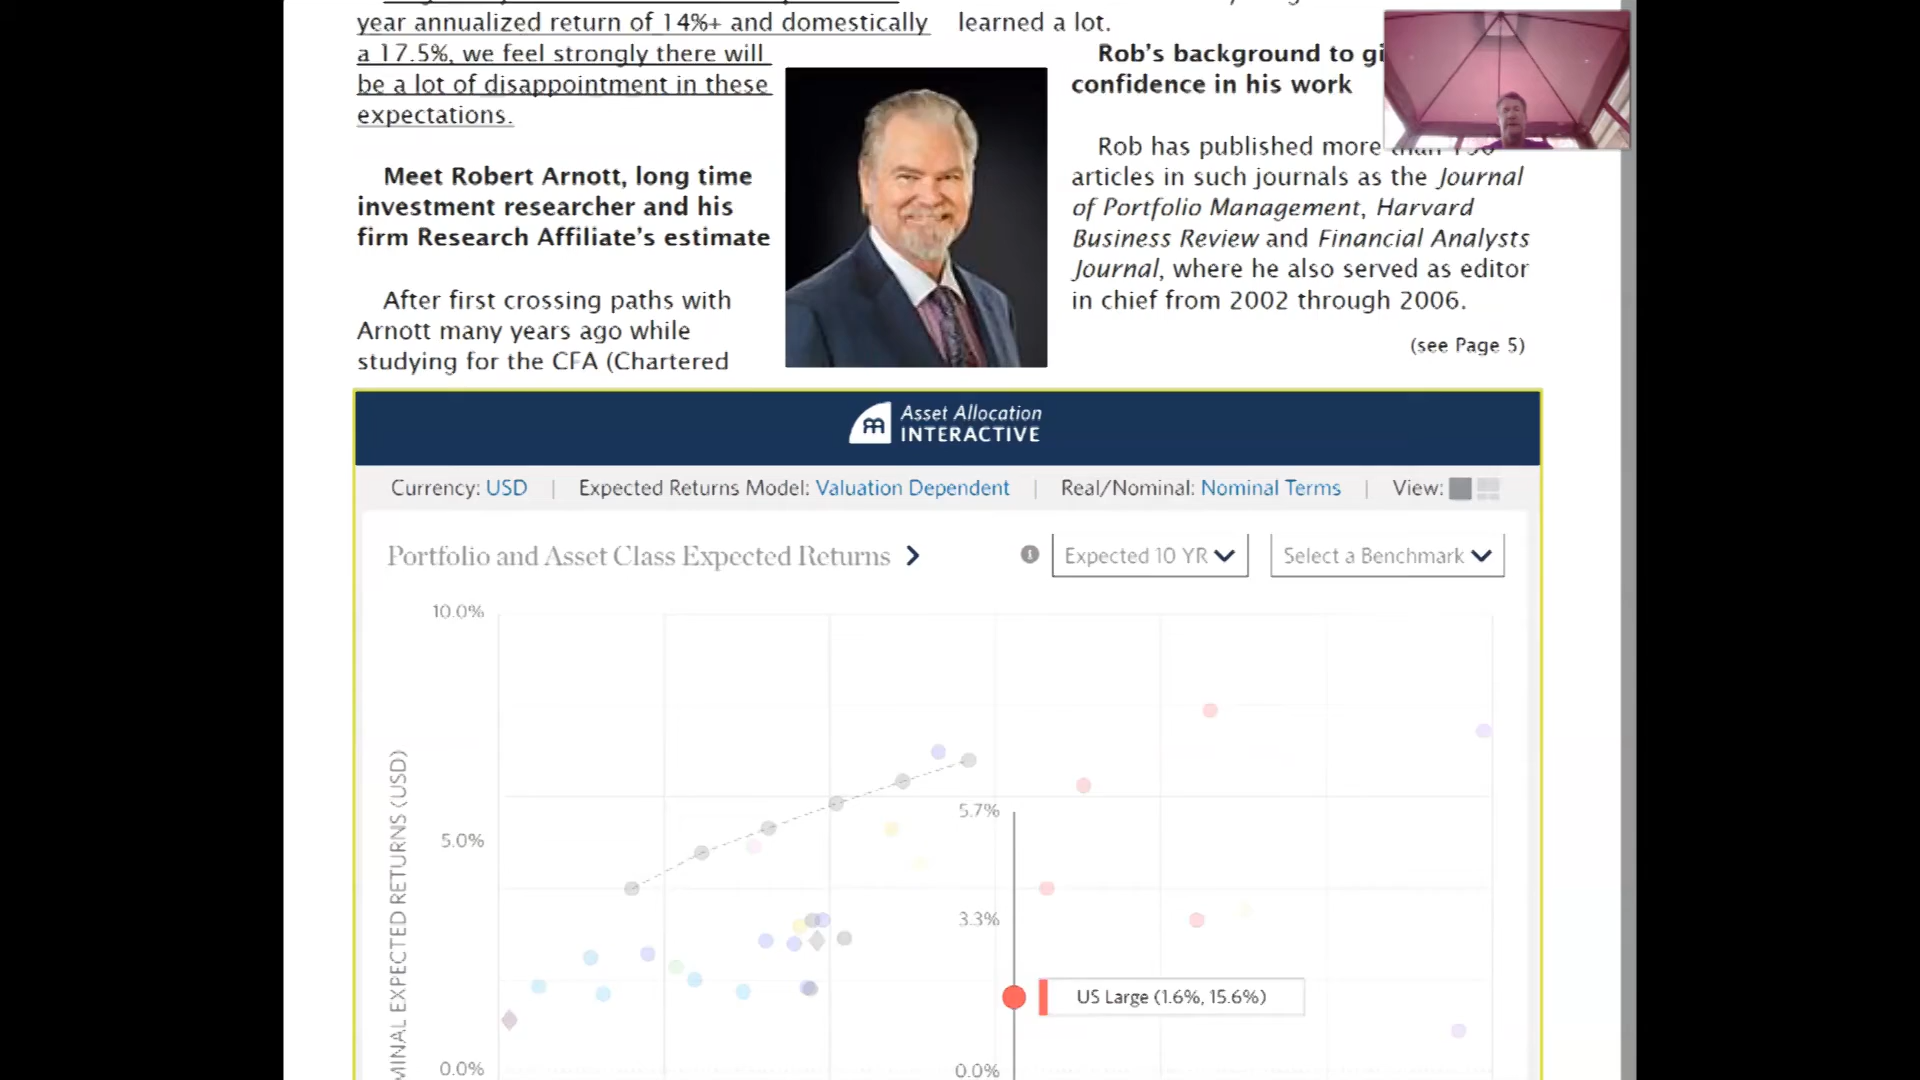 year annualized return of 14%+ and domestically
a 17.5%, we feel strongly there will
be a lot of disappointment in these
expectations.
Meet Robert Arnott, long time
investment researcher and his
firm Research Affiliate's estimate
After first crossing paths with
Arnott many years ago while
studying for the CFA (Chartered
learned a lot.
Rob's background to
confidence in his work
Rob has published more than
articles in such journals as the Journal
of Portfolio Management, Harvard
Business Review and Financial Analysts
Journal, where he also served as editor
in chief from 2002 through 2006.
(see Page 5)
Asset Allocation
INTERACTIVE
Currency: USD | Expected Returns Model: Valuation Dependent | Real/Nominal: Nominal Terms | View:
Portfolio and Asset Class Expected Returns
Expected 10 YR
Select a Benchmark
10.0%
5.0%
0.0%
EXPECTED RETURNS (USD)
5.7%
3.3%
US Large (1.6%, 15.6%)
0.0%